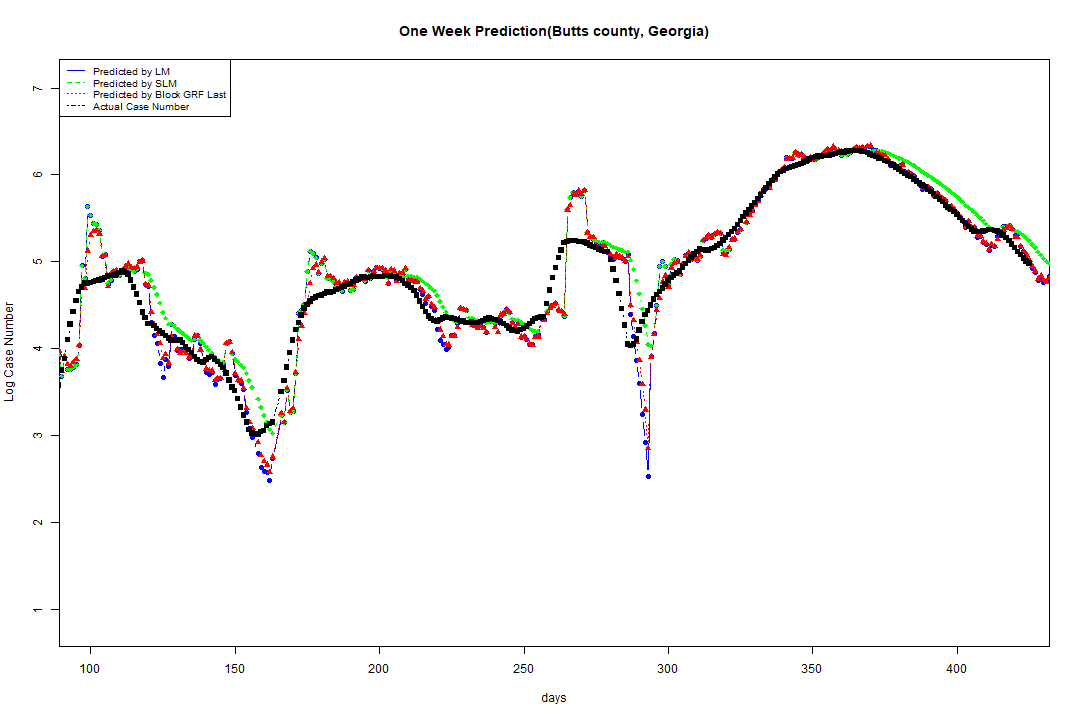 One Week Prediction(Butts county, Georgia)
Predicted by LM
Predicted by SLM
Predicted by Block GRF Last
Actual Case Number
Log Case Number
7
6
5
4
3
2
1
100 150 200 250 300 350 400
days